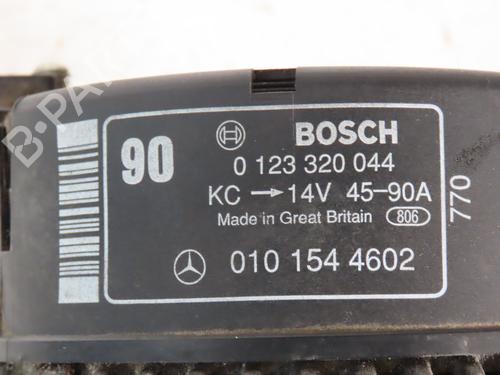 90
BOSCH
0 123 320 044
KC → 14V 45-90A
Made in Great Britain 806
010 154 4602
770
B-PARTS